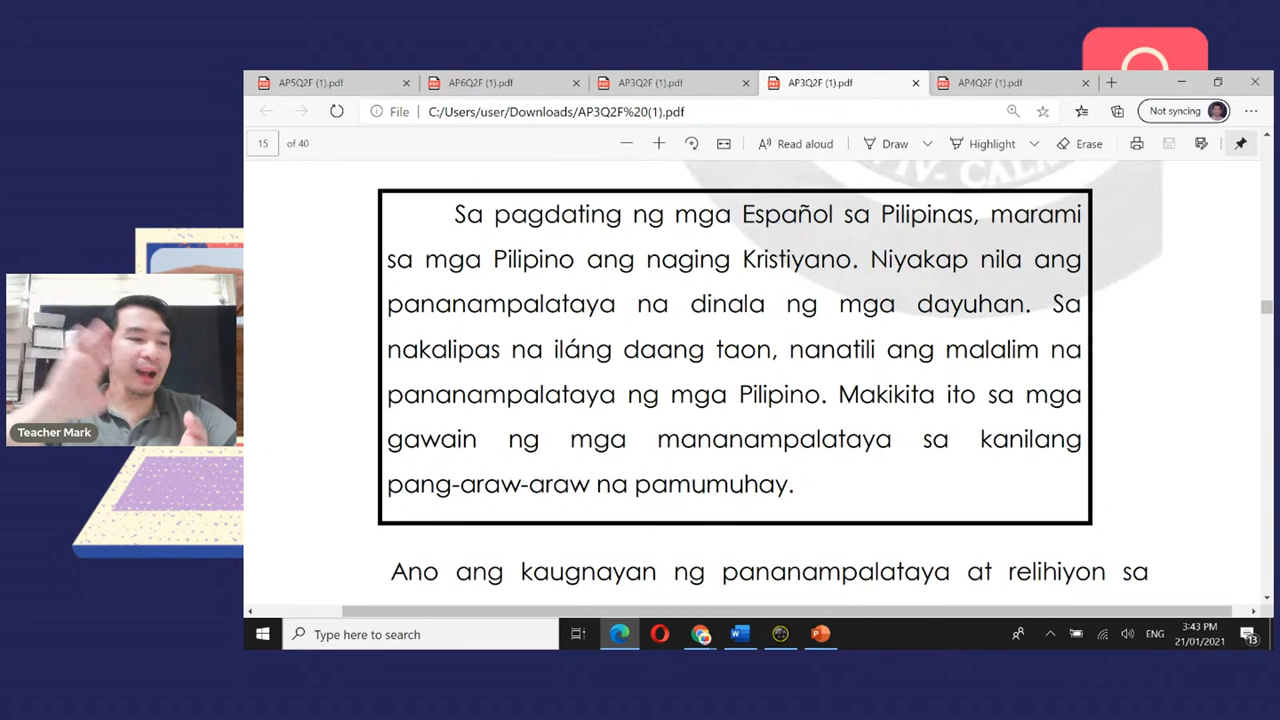 AP5Q2F (1).pdf
AP6Q2F (1).pdf
AP3Q2F (1).pdf
AP3Q2F (1).pdf
AP4Q2F (1).pdf
File
C:/Users/user/Downloads/AP3Q2F%20(1).pdf
Not syncing
15 of 40
Read aloud
Draw
Highlight
Erase
IV- CALA
Sa pagdating ng mga Español sa Pilipinas, marami
sa mga Pilipino ang naging Kristiyano. Niyakap nila ang
pananampalataya na dinala ng mga dayuhan. Sa
nakalipas na iláng daang taon, nanatili ang malalim na
pananampalataya ng mga Pilipino. Makikita ito sa mga
gawain ng mga mananampalataya sa kanilang
pang-araw-araw na pamumuhay.
Ano ang kaugnayan ng pananampalataya at relihiyon sa
Teacher Mark
Type here to search
ENG
3:43 PM
21/01/2021
13